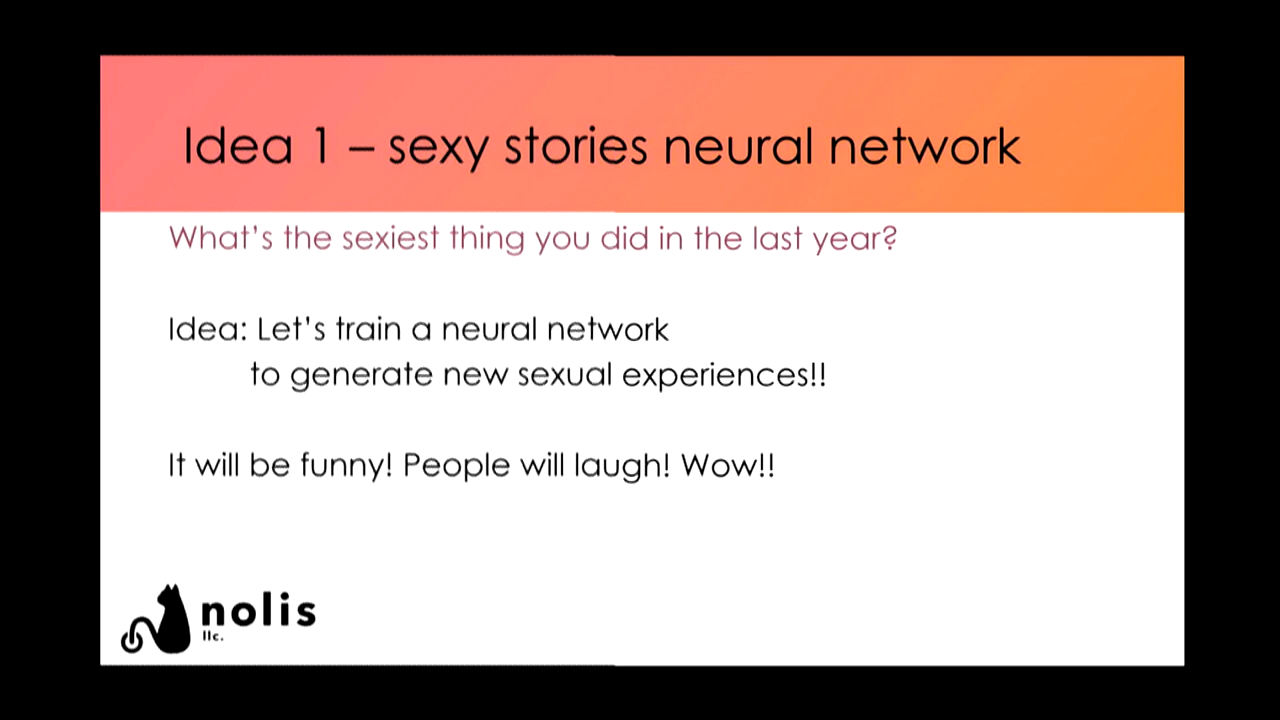 Idea 1 – sexy stories neural network
What's the sexiest thing you did in the last year?
Idea: Let's train a neural network
to generate new sexual experiences!!
It will be funny! People will laugh! Wow!!
nolis
llc.